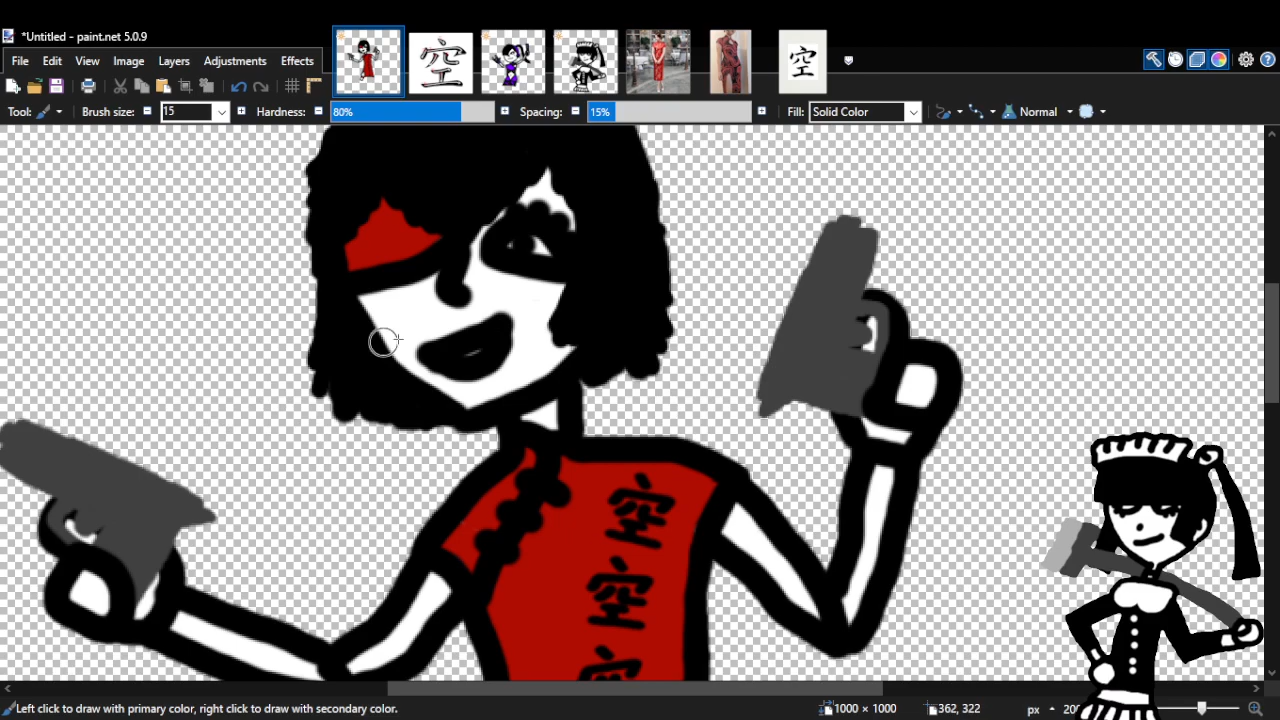 *Untitled - paint.net 5.0.9
空
空
File Edit View Image Layers Adjustments Effects
Tool: Brush size: 15 Hardness: 80% Spacing: 15% Fill: Solid Color Normal
空
空
Left click to draw with primary color, right click to draw with secondary color. 1000 × 1000 362, 322 px